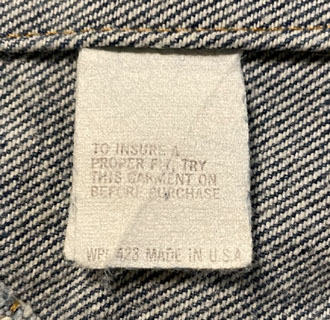 TO INSURE A
PROPER FIT, TRY
THIS GARMENT ON
BEFORE PURCHASE
WPL 423 MADE IN U.S.A